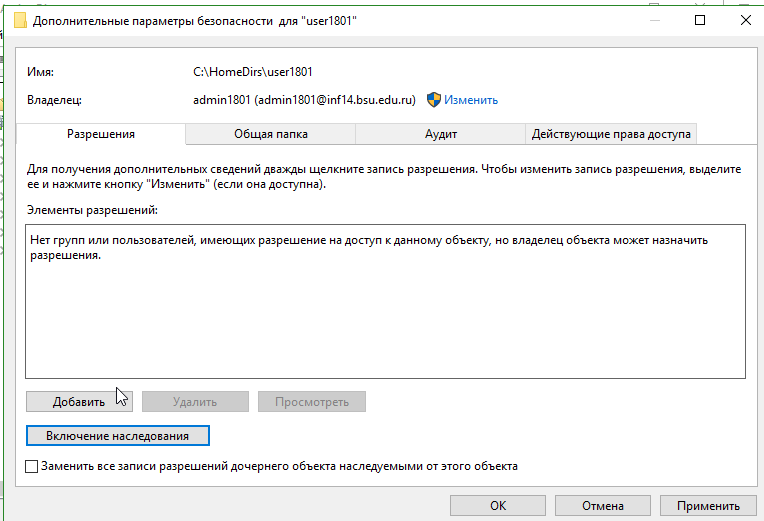 Дополнительные параметры безопасности для "user1801"
Имя: C:\HomeDirs\user1801
Владелец: admin1801 (admin1801@inf14.bsu.edu.ru) Изменить
Разрешения Общая папка Аудит Действующие права доступа
Для получения дополнительных сведений дважды щелкните запись разрешения. Чтобы изменить запись разрешения, выделите
ее и нажмите кнопку "Изменить" (если она доступна).
Элементы разрешений:
Нет групп или пользователей, имеющих разрешение на доступ к данному объекту, но владелец объекта может назначить
разрешения.
Добавить Удалить Просмотреть
Включение наследования
Заменить все записи разрешений дочернего объекта наследуемыми от этого объекта
ОК Отмена Применить